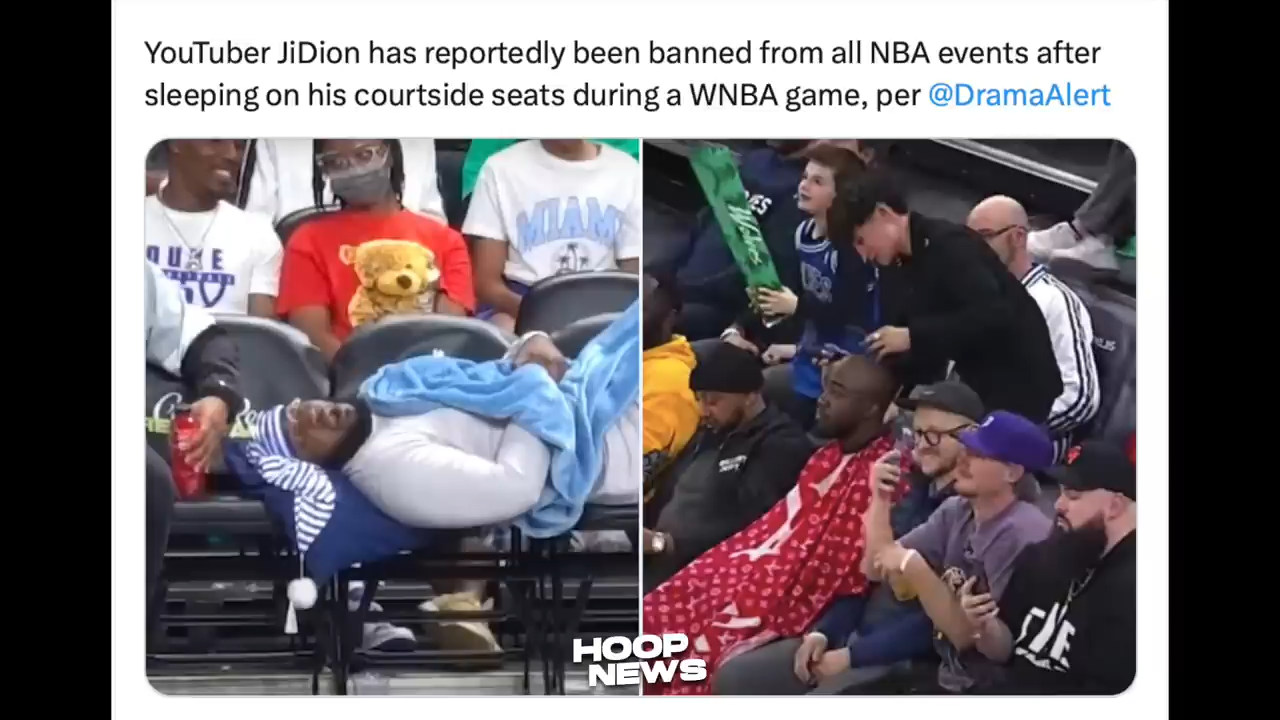 YouTuber JiDion has reportedly been banned from all NBA events after
sleeping on his courtside seats during a WNBA game, per @DramaAlert
DUKE
MIAMI
Wolves
HOOP
NEWS